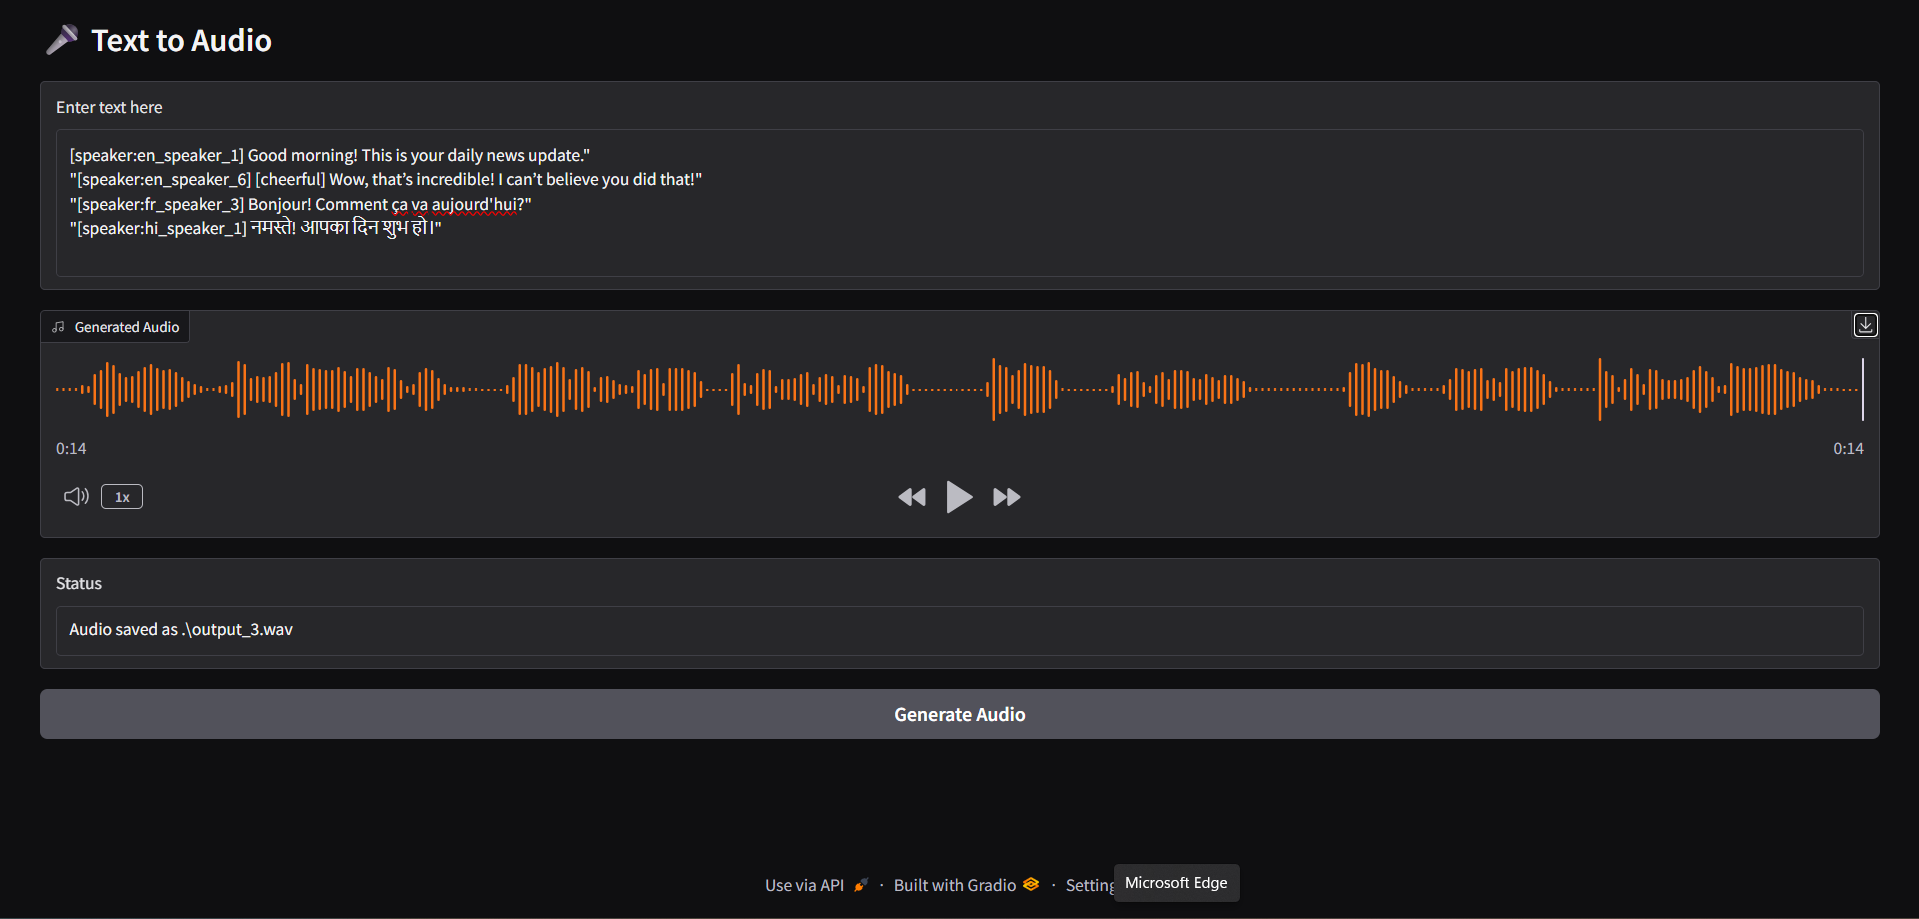 Text to Audio
Enter text here
[speaker:en_speaker_1] Good morning! This is your daily news update."
"[speaker:en_speaker_6] [cheerful] Wow, that’s incredible! I can’t believe you did that!"
"[speaker:fr_speaker_3] Bonjour! Comment ça va aujourd'hui?"
"[speaker:hi_speaker_1] नमस्ते! आपका दिन शुभ हो।"
Generated Audio
0:14 0:14
1x
Status
Audio saved as .\output_3.wav
Generate Audio
Use via API · Built with Gradio · Setting
Microsoft Edge